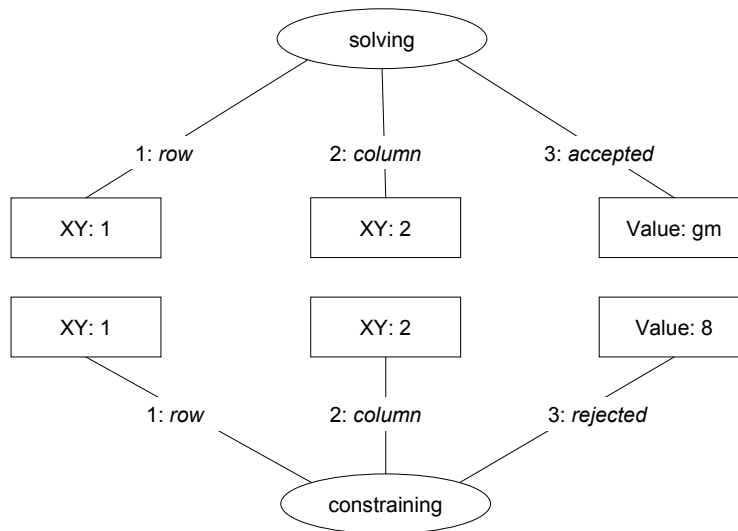 solving
1: row
2: column
3: accepted
XY: 1
XY: 2
Value: gm
XY: 1
XY: 2
Value: 8
1: row
2: column
3: rejected
constraining